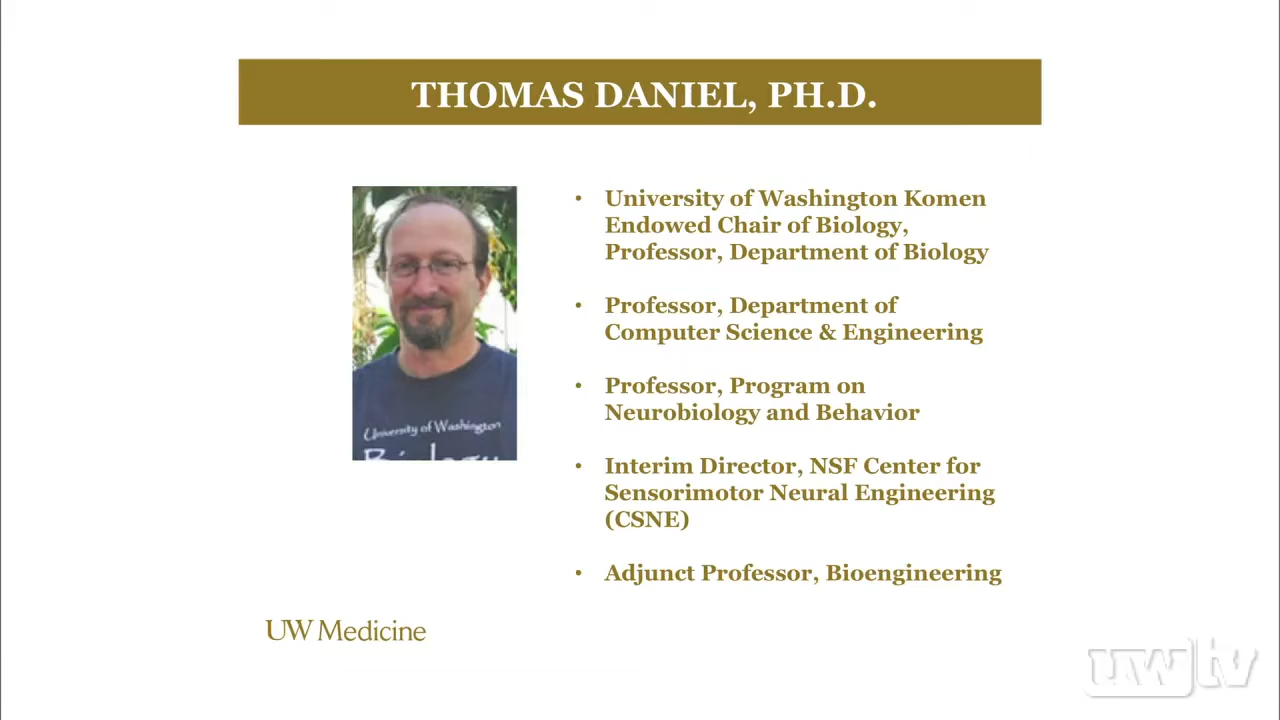 THOMAS DANIEL, PH.D.
University of Washington
Biology
• University of Washington Komen
Endowed Chair of Biology,
Professor, Department of Biology
• Professor, Department of
Computer Science & Engineering
• Professor, Program on
Neurobiology and Behavior
• Interim Director, NSF Center for
Sensorimotor Neural Engineering
(CSNE)
• Adjunct Professor, Bioengineering
UW Medicine
uwtv